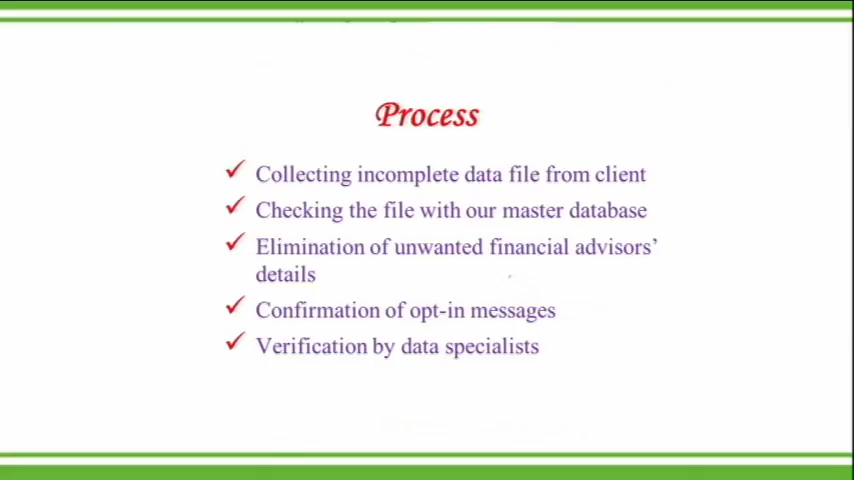 Process
Collecting incomplete data file from client
Checking the file with our master database
Elimination of unwanted financial advisors’
details
Confirmation of opt-in messages
Verification by data specialists